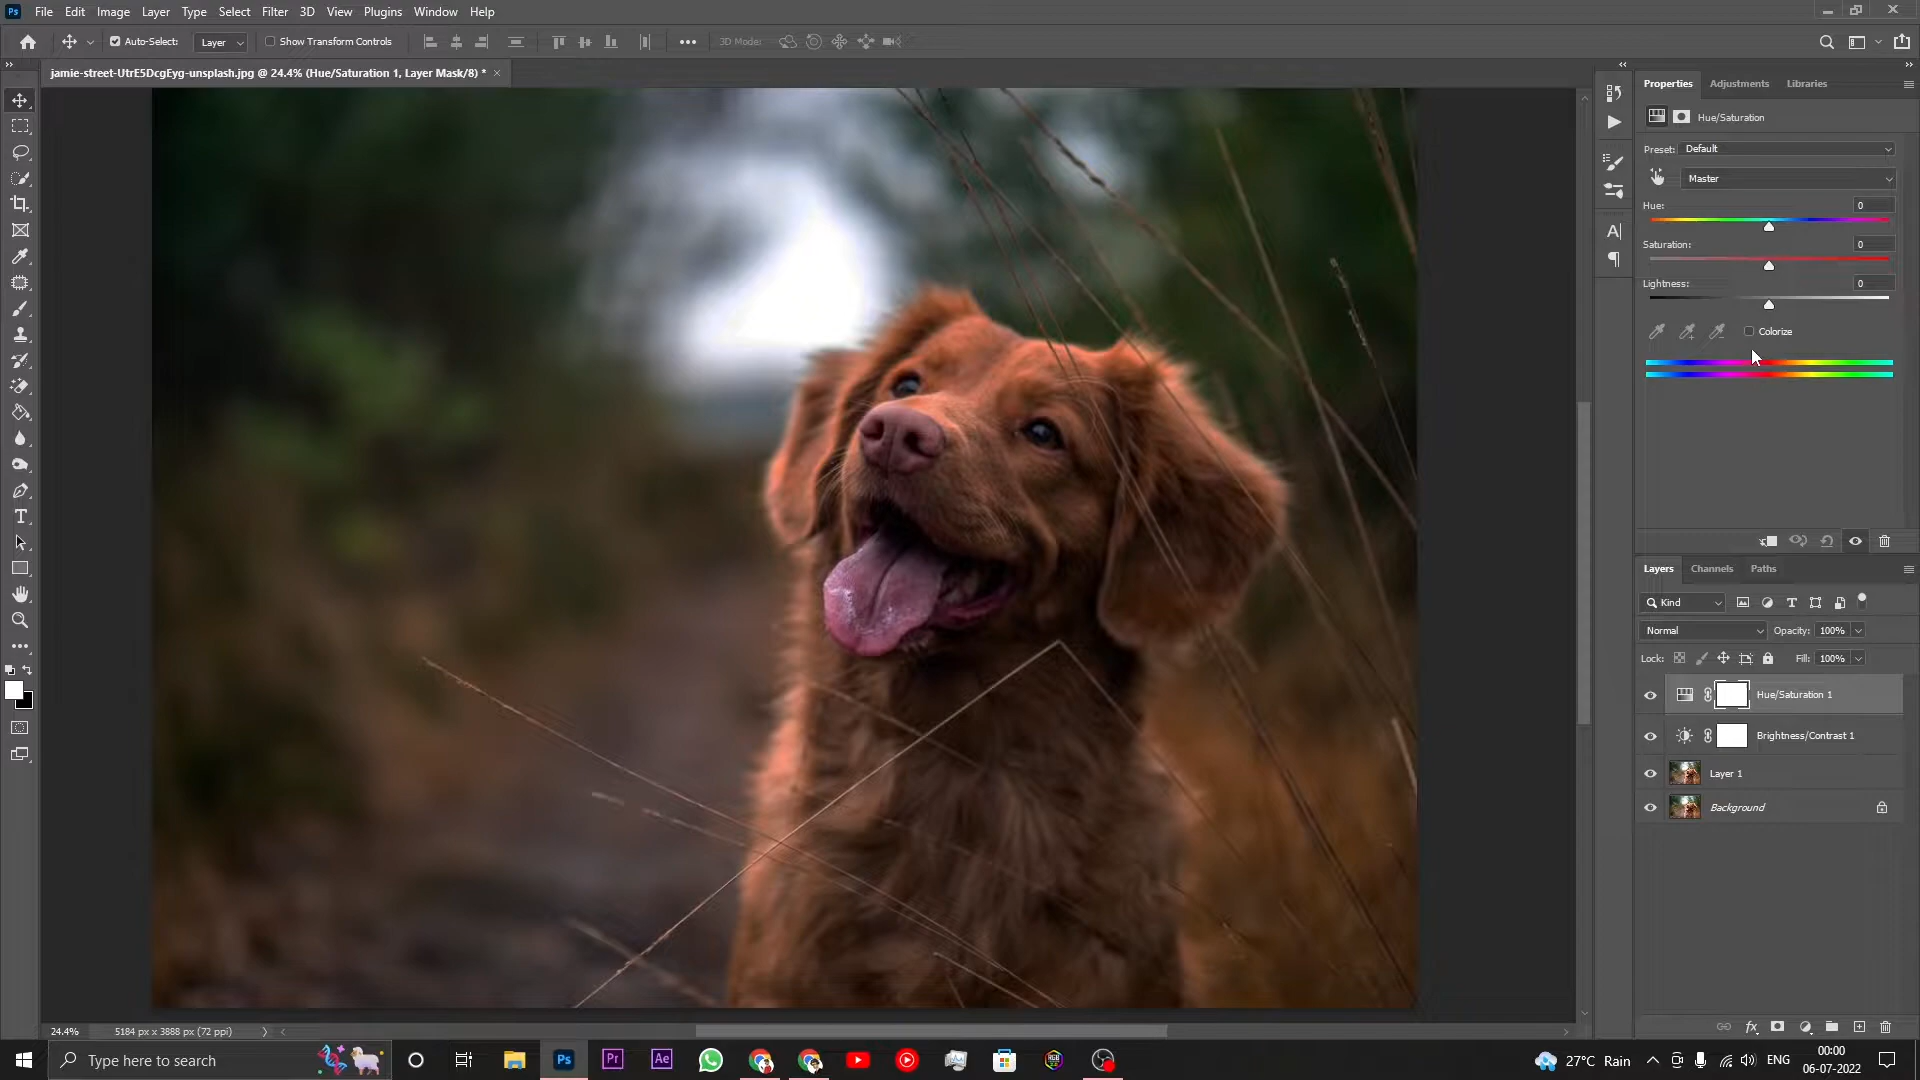 Ps File Edit Image Layer Type Select Filter 3D View Plugins Window Help
Auto-Select: Layer Show Transform Controls 3D Mode:
jamie-street-UtrE5DcgEyg-unsplash.jpg @ 24.4% (Hue/Saturation 1, Layer Mask/8) *
Properties Adjustments Libraries
Hue/Saturation
Preset: Default
Master
Hue: 0
Saturation: 0
Lightness: 0
Colorize
Layers Channels Paths
Kind
Normal Opacity: 100%
Lock: Fill: 100%
Hue/Saturation 1
Brightness/Contrast 1
Layer 1
Background
24.4% 5184 px x 3888 px (72 ppi)
Type here to search Ps Pr Ae 27°C Rain ENG 00:00
06-07-2022